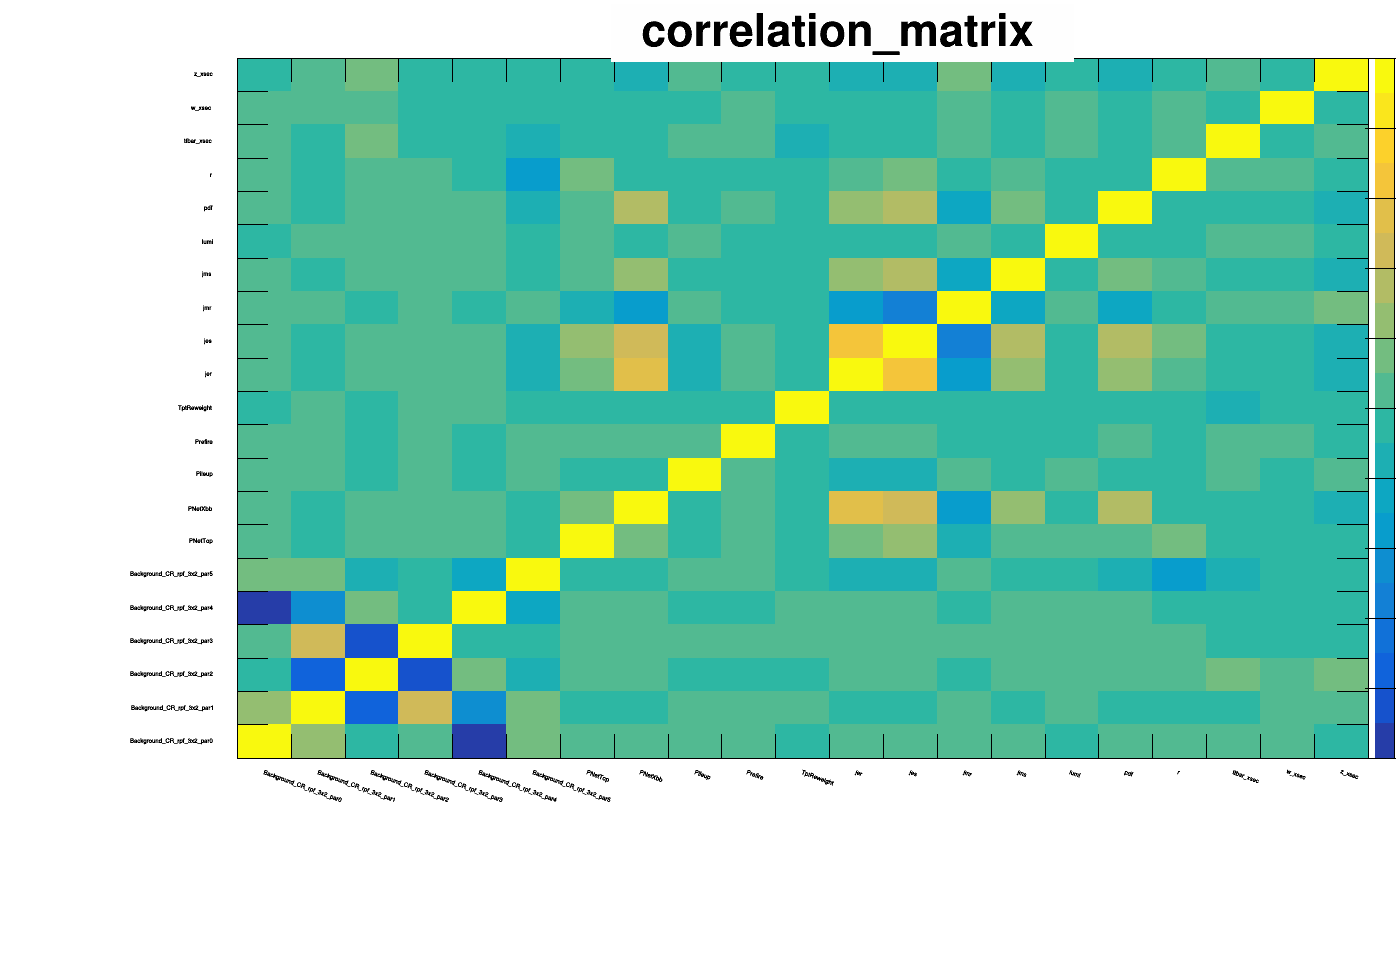 correlation_matrix
z_xsec
w_xsec
ttbar_xsec
r
pdf
lumi
jms
jmr
jes
jer
TptReweight
Prefire
Pileup
PNetXbb
PNetTop
Background_CR_rpf_3x2_par5
Background_CR_rpf_3x2_par4
Background_CR_rpf_3x2_par3
Background_CR_rpf_3x2_par2
Background_CR_rpf_3x2_par1
Background_CR_rpf_3x2_par0
Background_CR_rpf_3x2_par0
Background_CR_rpf_3x2_par1
Background_CR_rpf_3x2_par2
Background_CR_rpf_3x2_par3
Background_CR_rpf_3x2_par4
Background_CR_rpf_3x2_par5
PNetTop
PNetXbb
Pileup
Prefire
TptReweight
jer
jes
jmr
jms
lumi
pdf
r
ttbar_xsec
w_xsec
z_xsec